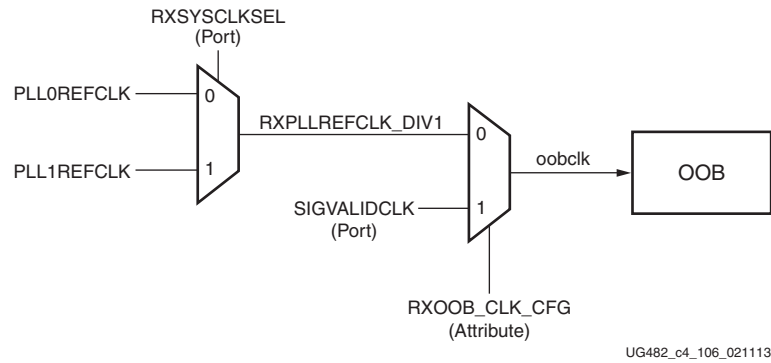 RXSYSCLKSEL
(Port)
PLL0REFCLK
0
RXPLLREFCLK_DIV1
0
PLL1REFCLK
1
oobclk
OOB
SIGVALIDCLK
1
(Port)
RXOOB_CLK_CFG
(Attribute)
UG482_c4_106_021113